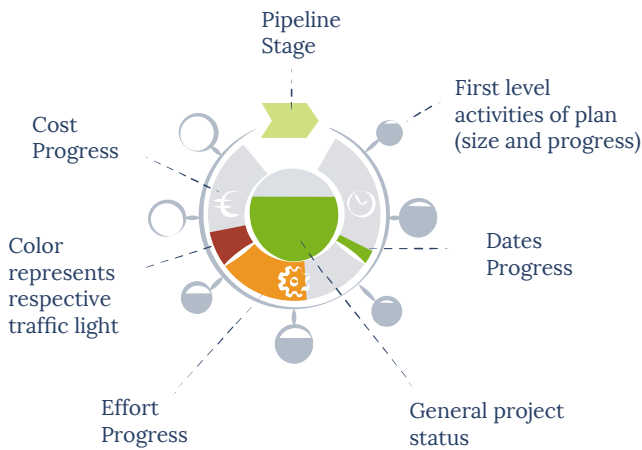 Pipeline
Stage
First level
activities of plan
(size and progress)
Cost
Progress
Color
represents
respective
traffic light
Dates
Progress
Effort
Progress
General project
status